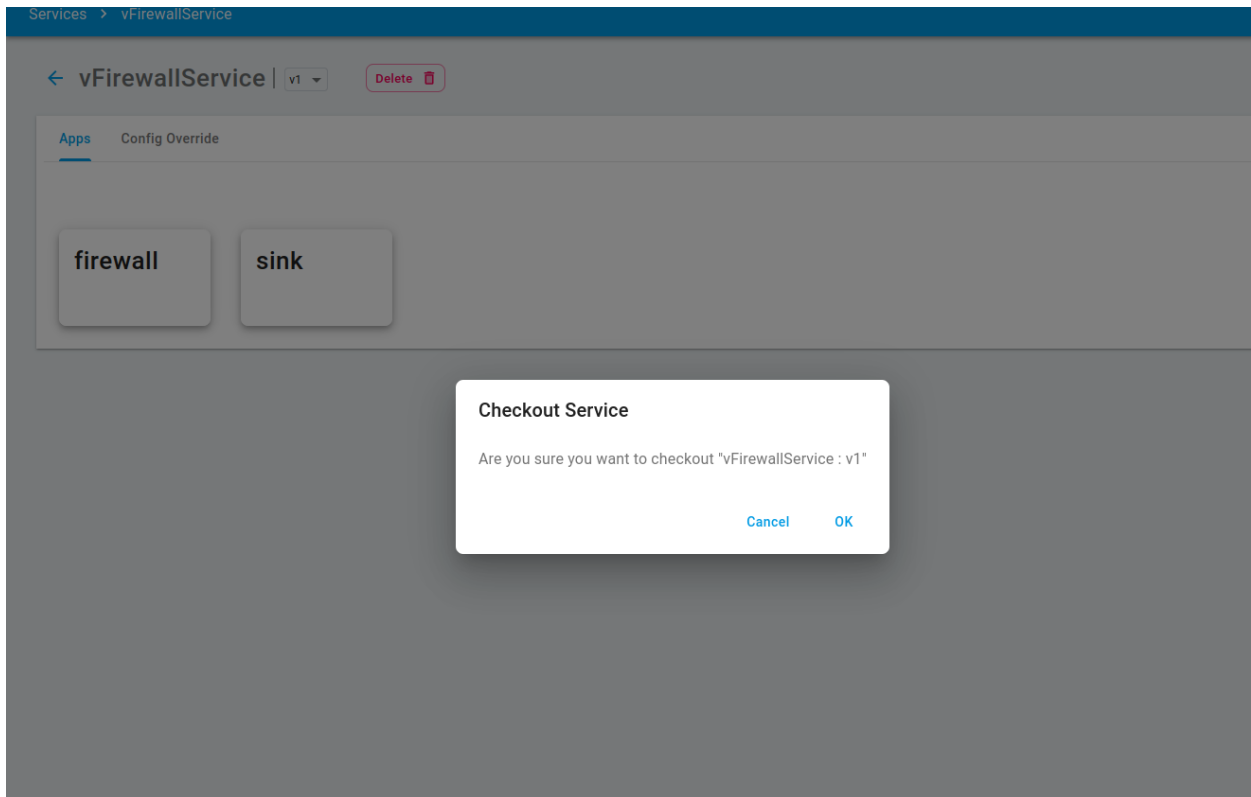 Services > vFirewallService
vFirewallService | v1
Delete
Apps Config Override
firewall sink
Checkout Service
Are you sure you want to checkout "vFirewallService : v1"
Cancel OK